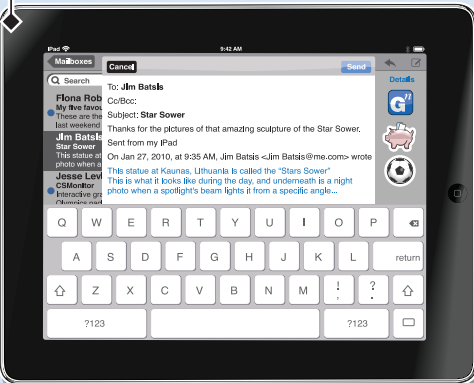 iPad 9:42 AM
Mailboxes
Cancel
Send
Search
Details
To: Jim Batsis
Cc/Bcc:
Subject: Star Sower
Thanks for the pictures of that amazing sculpture of the Star Sower.
Sent from my iPad
On Jan 27, 2010, at 9:35 AM, Jim Batsis <Jim Batsis@me.com> wrote
This statue at Kaunas, Lithuania is called the "Stars Sower"
This is what it looks like during the day, and underneath is a night
photo when a spotlight's beam lights it from a specific angle...
Fiona Rob
My five favou
These are the
last weekend
Jim Batsis
Star Sower
This statue at
photo when a
Jesse Lev
CSMonitor
Interactive gra
Olympics
G
Q W E R T Y U I O P
A S D F G H J K L return
Z X C V B N M ! , ? .
?123 ?123